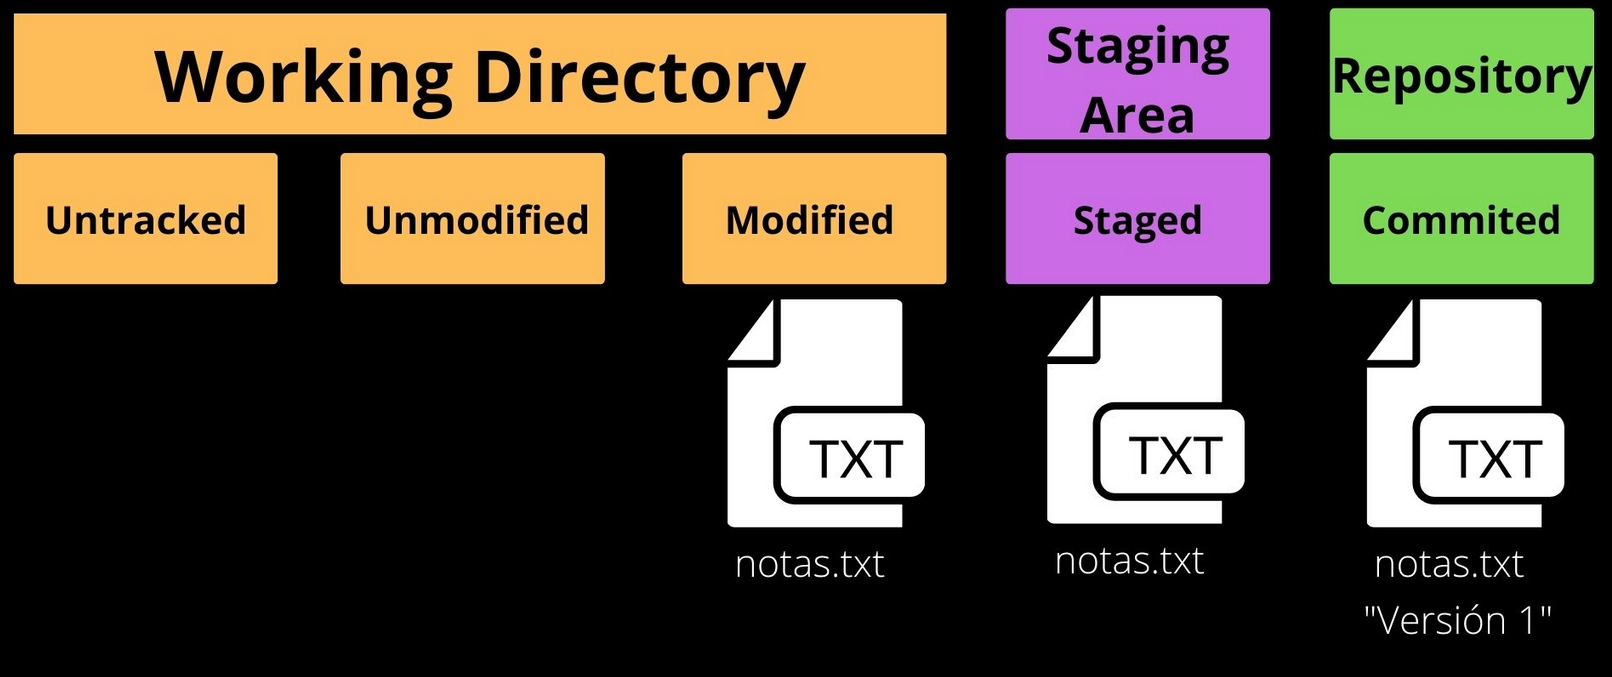 Working Directory
Staging
Area
Repository
Untracked
Unmodified
Modified
Staged
Commited
TXT
TXT
TXT
notas.txt
notas.txt
notas.txt
"Versión 1"